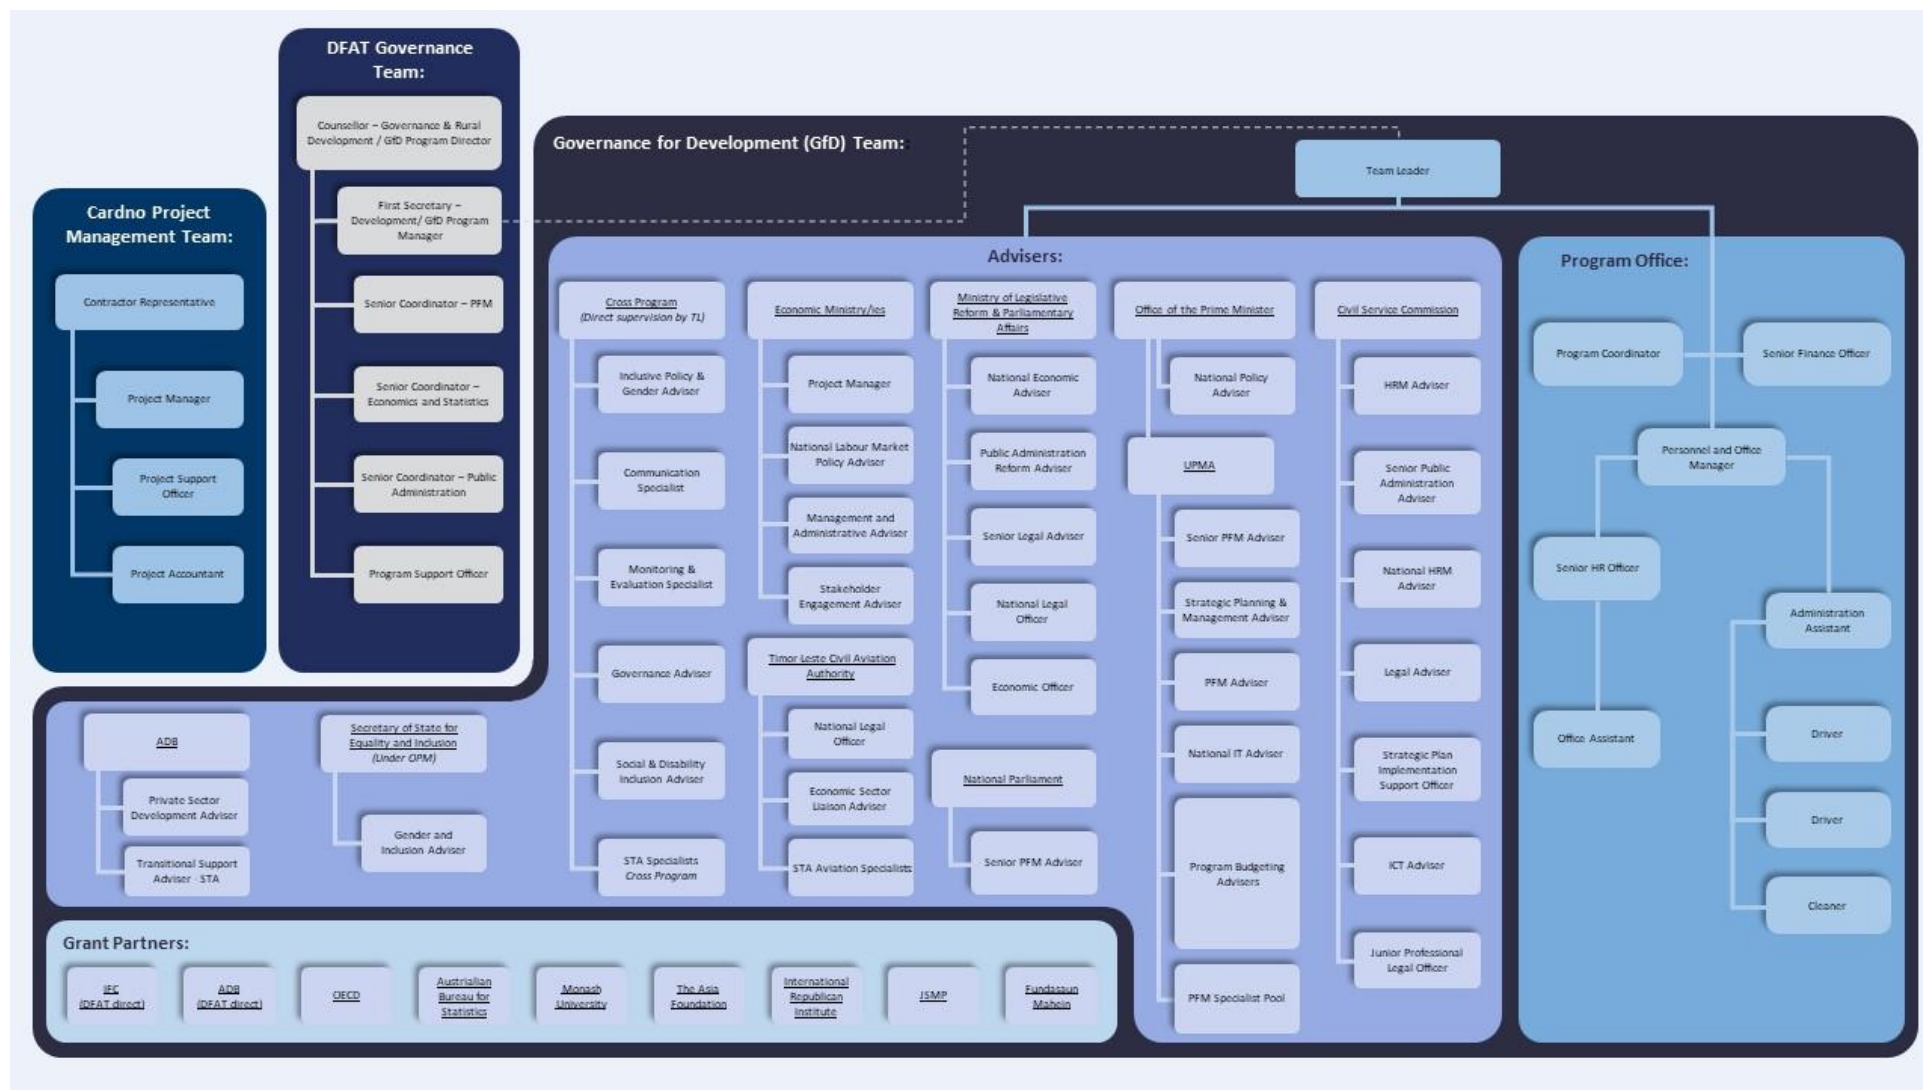 DFAT Governance
Team:
Counsellor – Governance & Rural
Development / GfD Program Director
First Secretary –
Development/ GfD Program
Manager
Senior Coordinator – PFM
Senior Coordinator –
Economics and Statistics
Senior Coordinator – Public
Administration
Program Support Officer
Cardno Project
Management Team:
Contractor Representative
Project Manager
Project Support
Officer
Project Accountant
Governance for Development (GfD) Team:
Team Leader
Advisers:
Cross Program
(Direct supervision by TL)
Inclusive Policy &
Gender Adviser
Communication
Specialist
Monitoring &
Evaluation Specialist
Governance Adviser
Social & Disability
Inclusion Adviser
STA Specialists
Cross Program
Economic Ministry/ies
Project Manager
National Labour Market
Policy Adviser
Management and
Administrative Adviser
Stakeholder
Engagement Adviser
Timor Leste Civil Aviation
Authority
National Legal
Officer
Economic Sector
Liaison Adviser
STA Aviation Specialists
Ministry of Legislative
Reform & Parliamentary
Affairs
National Economic
Adviser
Public Administration
Reform Adviser
Senior Legal Adviser
National Legal
Officer
Economic Officer
National Parliament
Senior PFM Adviser
Office of the Prime Minister
National Policy
Adviser
UPMA
Senior PFM Adviser
Strategic Planning &
Management Adviser
PFM Adviser
National IT Adviser
Program Budgeting
Advisers
PFM Specialist Pool
Civil Service Commission
HRM Adviser
Senior Public
Administration
Adviser
National HRM
Adviser
Legal Adviser
Strategic Plan
Implementation
Support Officer
ICT Adviser
Junior Professional
Legal Officer
ADB
Private Sector
Development Adviser
Transitional Support
Adviser - STA
Secretary of State for
Equality and Inclusion
(Under OPM)
Gender and
Inclusion Adviser
Program Office:
Program Coordinator
Senior Finance Officer
Personnel and Office
Manager
Senior HR Officer
Office Assistant
Administration
Assistant
Driver
Driver
Cleaner
Grant Partners:
IFC
(DFAT direct)
ADB
(DFAT direct)
OECD
Austrialian
Bureau for
Statistics
Monash
University
The Asia
Foundation
International
Republican
Institute
JSMP
Fundasaun
Mahein